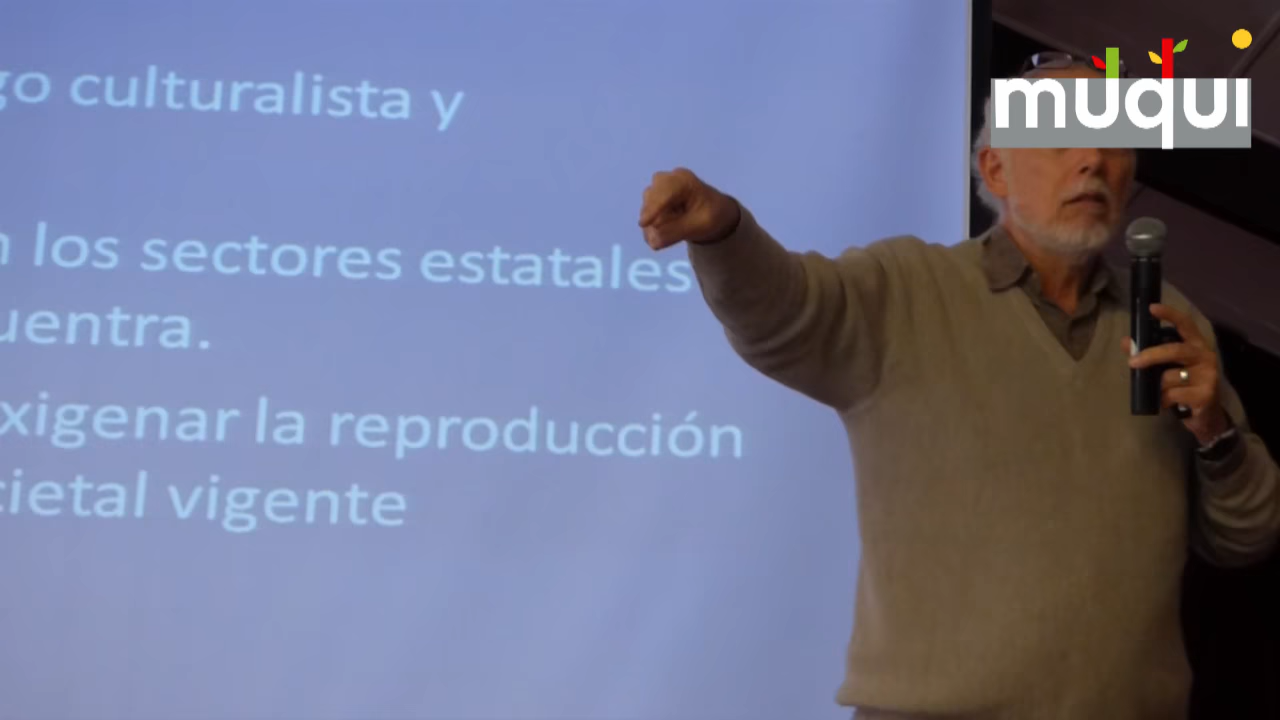 muqui
go culturalista y
n los sectores estatales
uentra.
xigenar la reproducción
cietal vigente